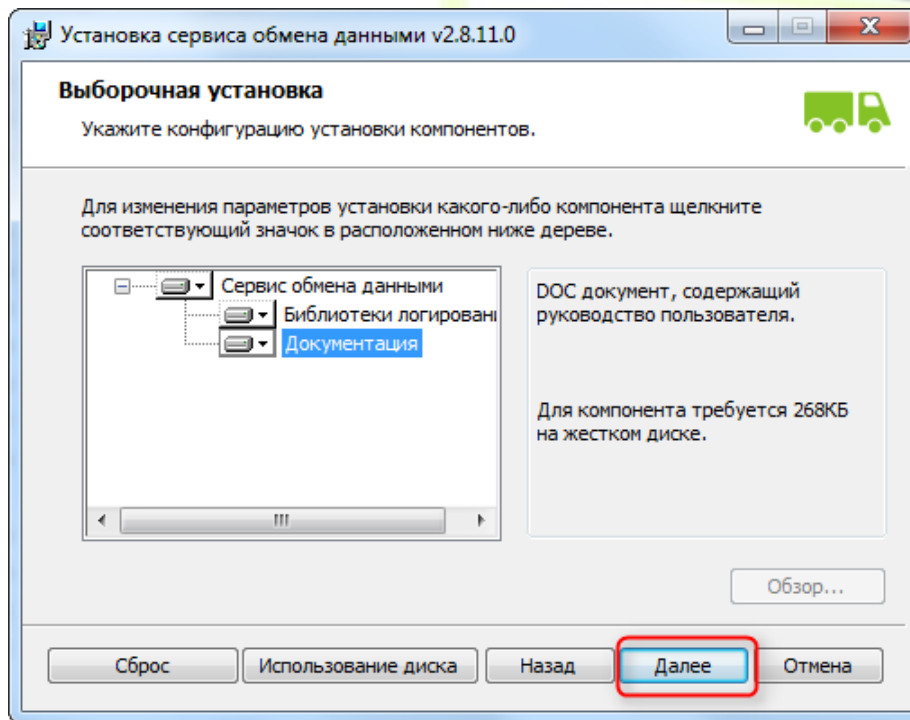 Установка сервиса обмена данными v2.8.11.0
Выборочная установка
Укажите конфигурацию установки компонентов.
Для изменения параметров установки какого-либо компонента щелкните
соответствующий значок в расположенном ниже дереве.
Сервис обмена данными
Библиотеки логировани
Документация
DOC документ, содержащий
руководство пользователя.
Для компонента требуется 268КБ
на жестком диске.
Обзор...
Сброс Использование диска Назад Далее Отмена